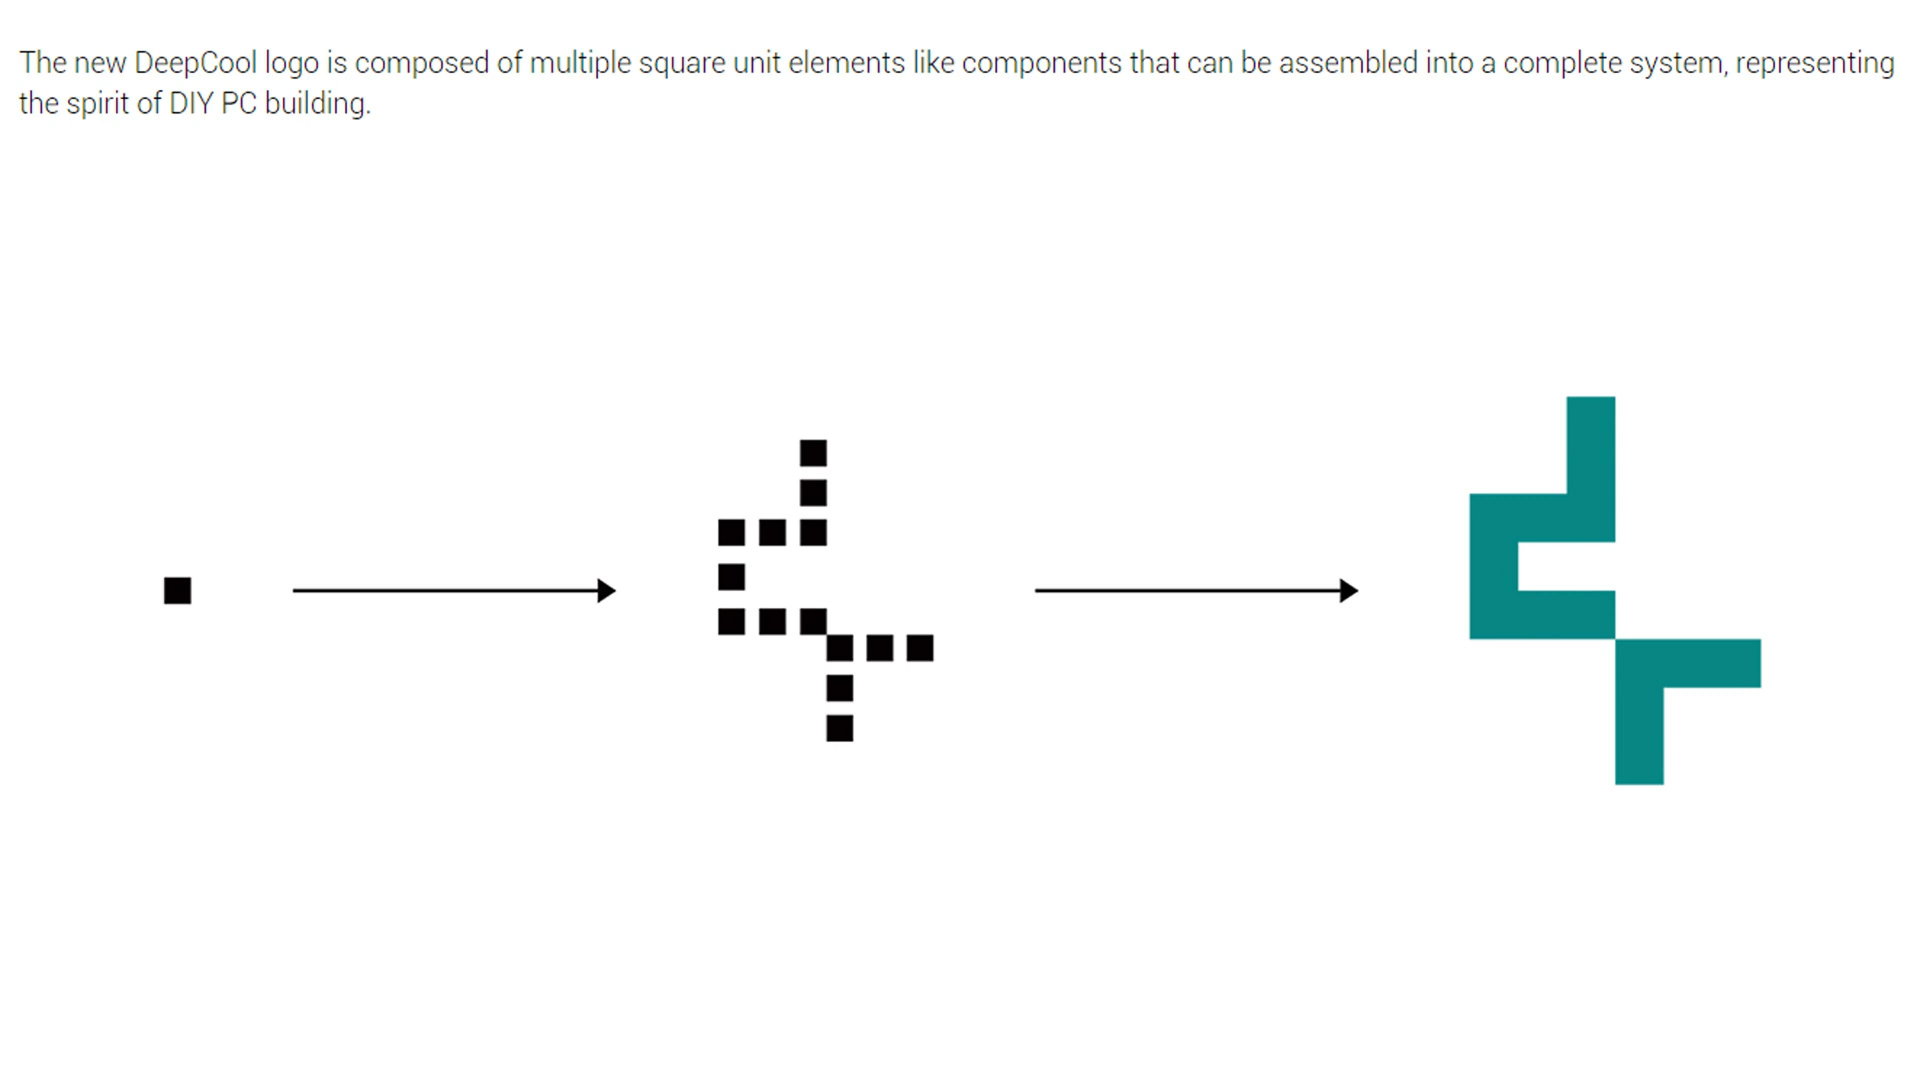 The new DeepCool logo is composed of multiple square unit elements like components that can be assembled into a complete system, representing
the spirit of DIY PC building.